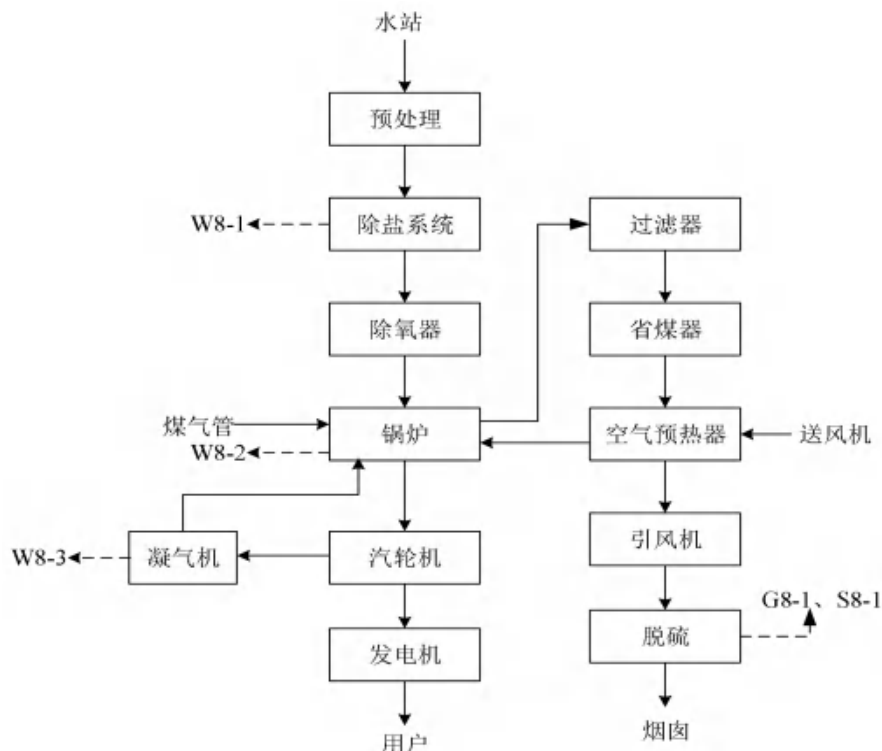 水站
预处理
W8-1
除盐系统
过滤器
除氧器
省煤器
煤气管
锅炉
空气预热器
送风机
W8-2
W8-3
凝气机
汽轮机
引风机
G8-1、S8-1
发电机
脱硫
用户
烟囱